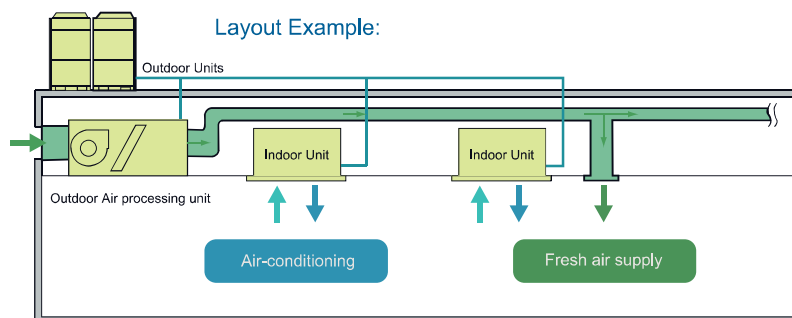 Layout Example:
Outdoor Units
Indoor Unit
Indoor Unit
Outdoor Air processing unit
Air-conditioning
Fresh air supply